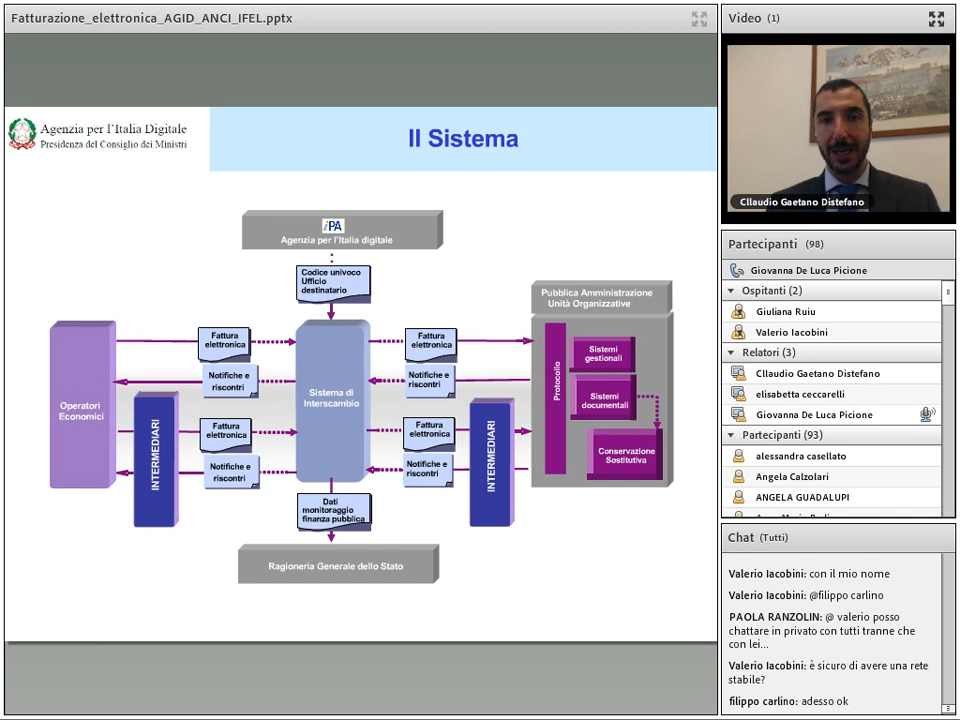 Fatturazione_elettronica_AGID_ANCI_IFEL.pptx
Agenzia per l'Italia Digitale
Presidenza del Consiglio dei Ministri
Il Sistema
iPA
Agenzia per l'Italia digitale
Codice univoco
Ufficio
destinatario
Pubblica Amministrazione
Unità Organizzative
Fattura
elettronica
Notifiche e
riscontri
Fattura
elettronica
Notifiche e
riscontri
Operatori
Economici
INTERMEDIARI
Sistema di
Interscambio
Fattura
elettronica
Notifiche e
riscontri
Fattura
elettronica
Notifiche e
riscontri
INTERMEDIARI
Protocollo
Sistemi
gestionali
Sistemi
documentali
Conservazione
Sostitutiva
Dati
monitoraggio
finanza pubblica
Ragioneria Generale dello Stato
Video (1)
Cllaudio Gaetano Distefano
Partecipanti (98)
Giovanna De Luca Picione
Ospitanti (2)
Giuliana Ruiu
Valerio Iacobini
Relatori (3)
Cllaudio Gaetano Distefano
elisabetta ceccarelli
Giovanna De Luca Picione
Partecipanti (93)
alessandra casellato
Angela Calzolari
ANGELA GUADALUPI
Chat (Tutti)
Valerio Iacobini: con il mio nome
Valerio Iacobini: @filippo carlino
PAOLA RANZOLIN: @ valerio posso
chattare in privato con tutti tranne che
con lei...
Valerio Iacobini: è sicuro di avere una rete
stabile?
filippo carlino: adesso ok